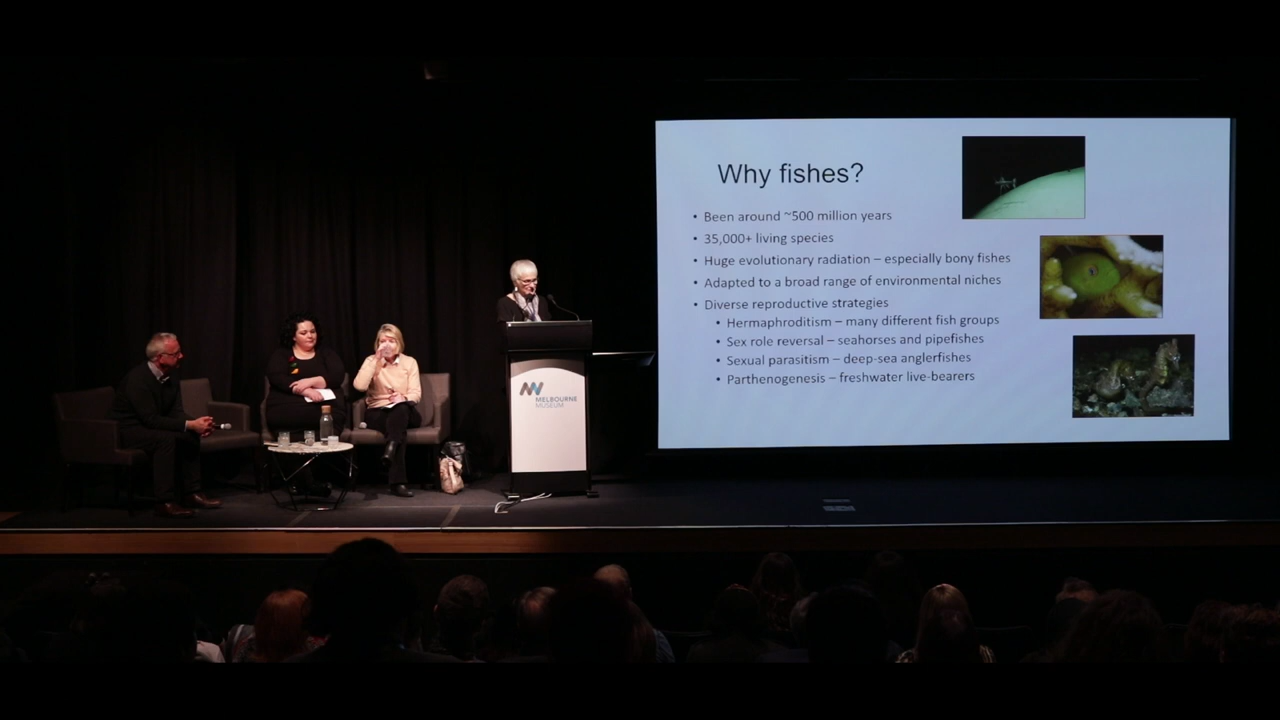 Why fishes?
• Been around ~500 million years
• 35,000+ living species
• Huge evolutionary radiation – especially bony fishes
• Adapted to a broad range of environmental niches
• Diverse reproductive strategies
• Hermaphroditism – many different fish groups
• Sex role reversal – seahorses and pipefishes
• Sexual parasitism – deep-sea anglerfishes
• Parthenogenesis – freshwater live-bearers
MELBOURNE
MUSEUM